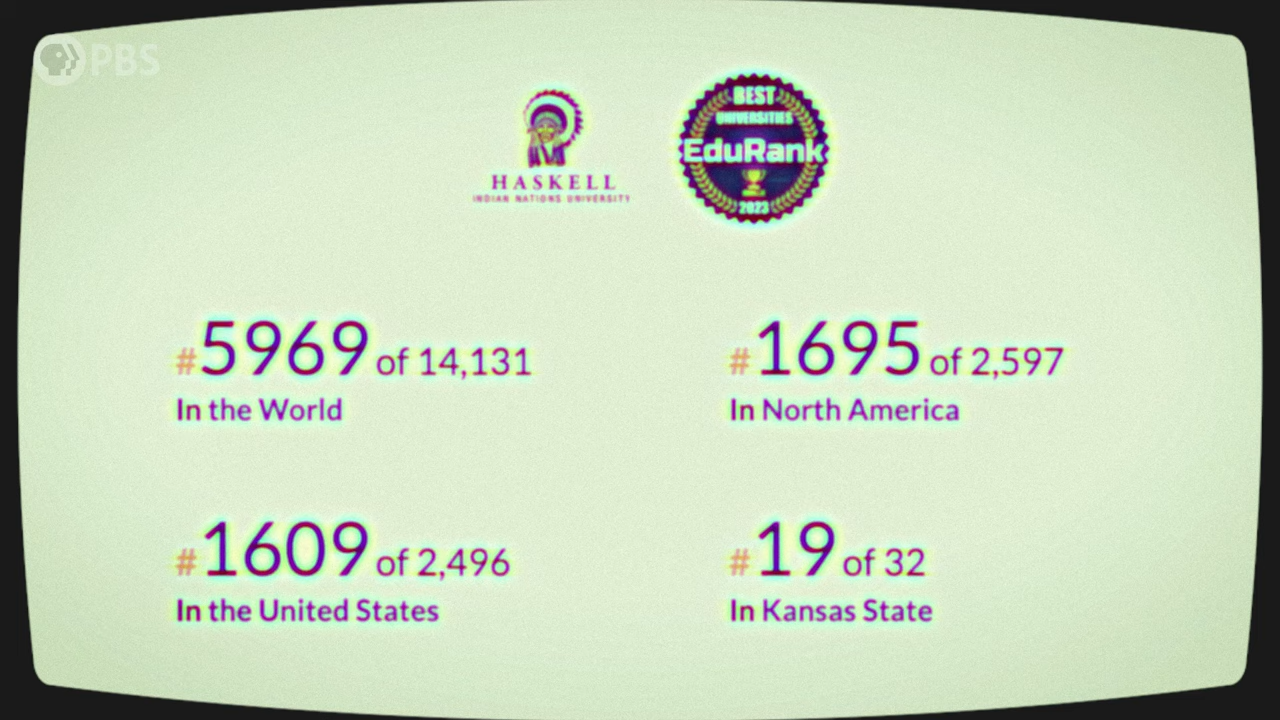 PBS
HASKELL
INDIAN NATIONS UNIVERSITY
BEST
UNIVERSITIES
EduRank
2023
#5969 of 14,131
In the World
#1695 of 2,597
In North America
#1609 of 2,496
In the United States
#19 of 32
In Kansas State